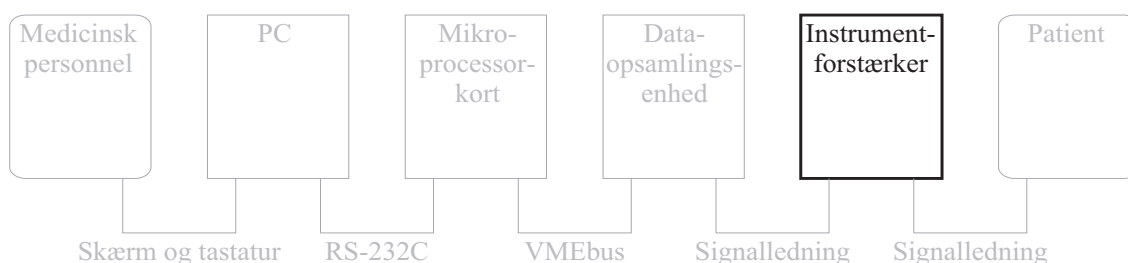 Medicinsk
personnel
PC
Mikro-
processor-
kort
Data-
opsamlings-
enhed
Instrument-
forstærker
Patient
Skærm og tastatur
RS-232C
VMEbus
Signalledning
Signalledning